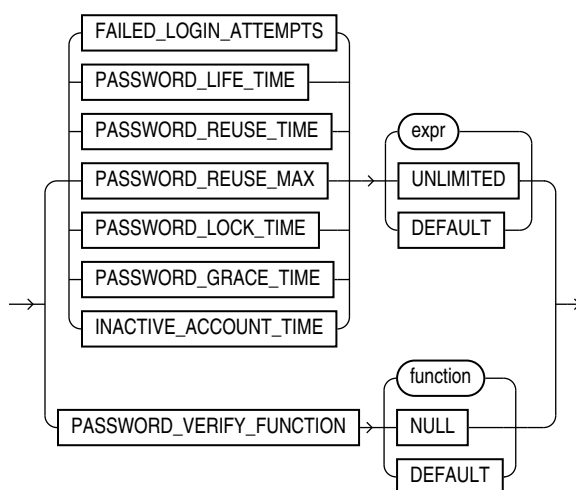 FAILED_LOGIN_ATTEMPTS
PASSWORD_LIFE_TIME
PASSWORD_REUSE_TIME
PASSWORD_REUSE_MAX
PASSWORD_LOCK_TIME
PASSWORD_GRACE_TIME
INACTIVE_ACCOUNT_TIME
expr
UNLIMITED
DEFAULT
PASSWORD_VERIFY_FUNCTION
function
NULL
DEFAULT